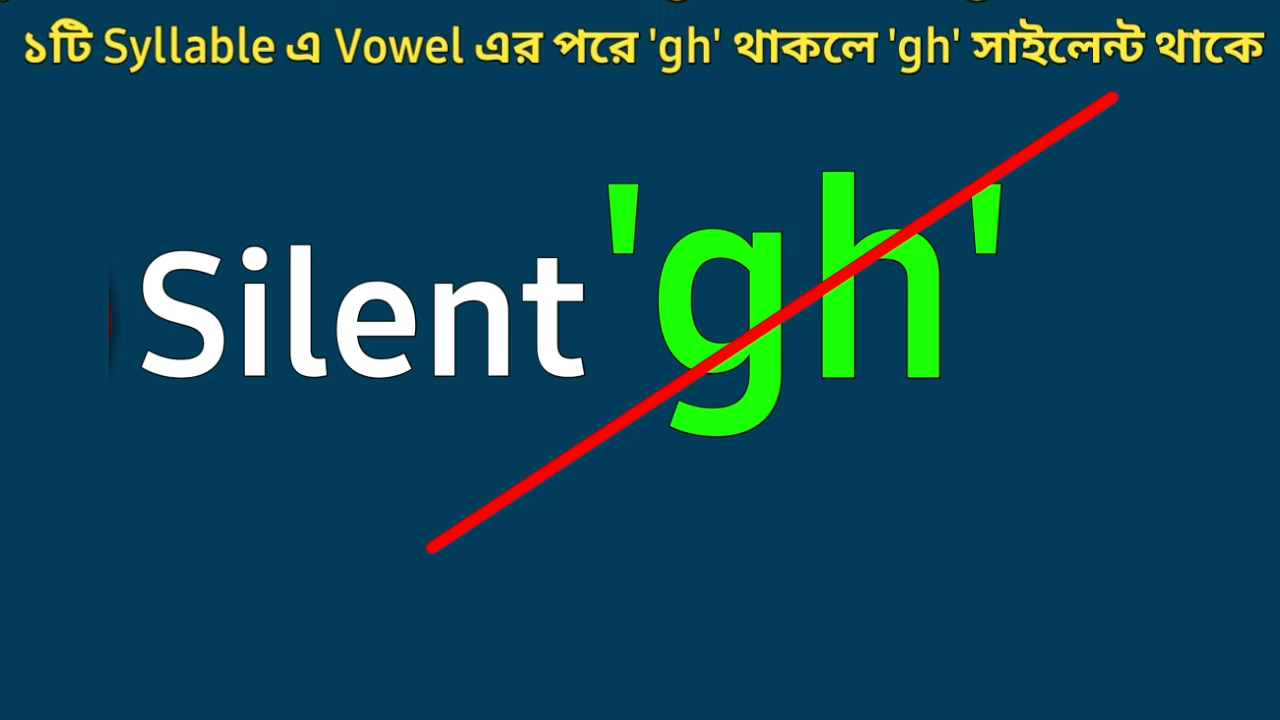 ১টি Syllable এ Vowel এর পরে 'gh' থাকলে 'gh' সাইলেন্ট থাকে
Silent 'gh'